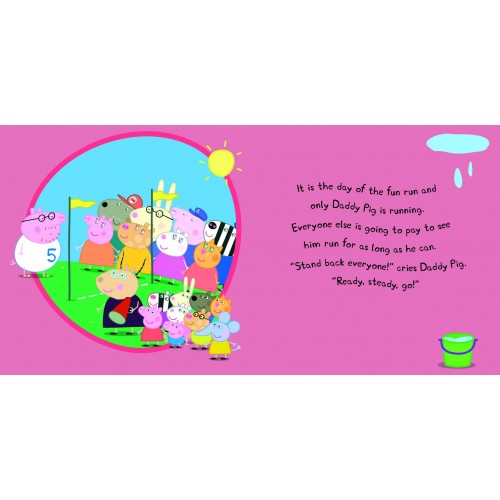 5
It is the day of the fun run and
only Daddy Pig is running.
Everyone else is going to pay to see
him run for as long as he can.
“Stand back everyone!” cries Daddy Pig.
“Ready, steady, go!”